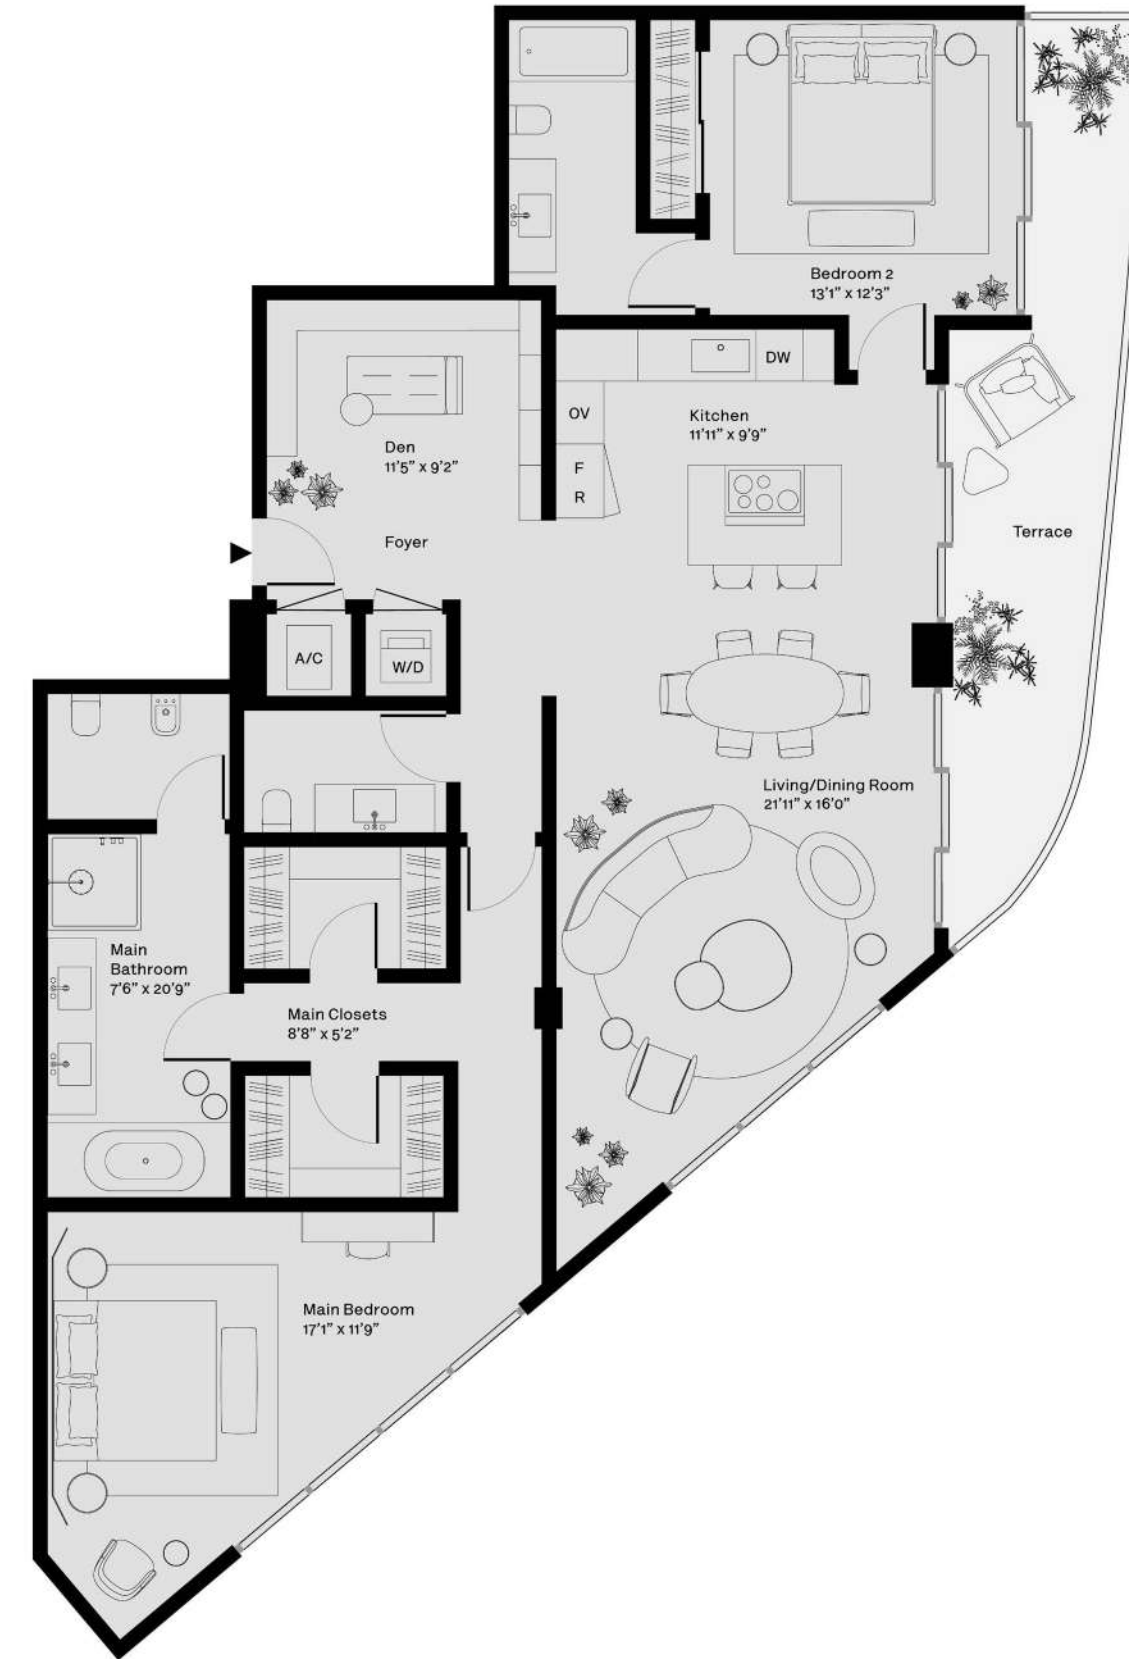 Bedroom 2
13’1” x 12’3”
DW
OV
Kitchen
11’11” x 9’9”
Den
11’5” x 9’2”
F
R
Terrace
Foyer
A/C
W/D
Living/Dining Room
21’11” x 16’0”
Main
Bathroom
7’6” x 20’9”
Main Closets
8’8” x 5’2”
Main Bedroom
17’1” x 11’9”